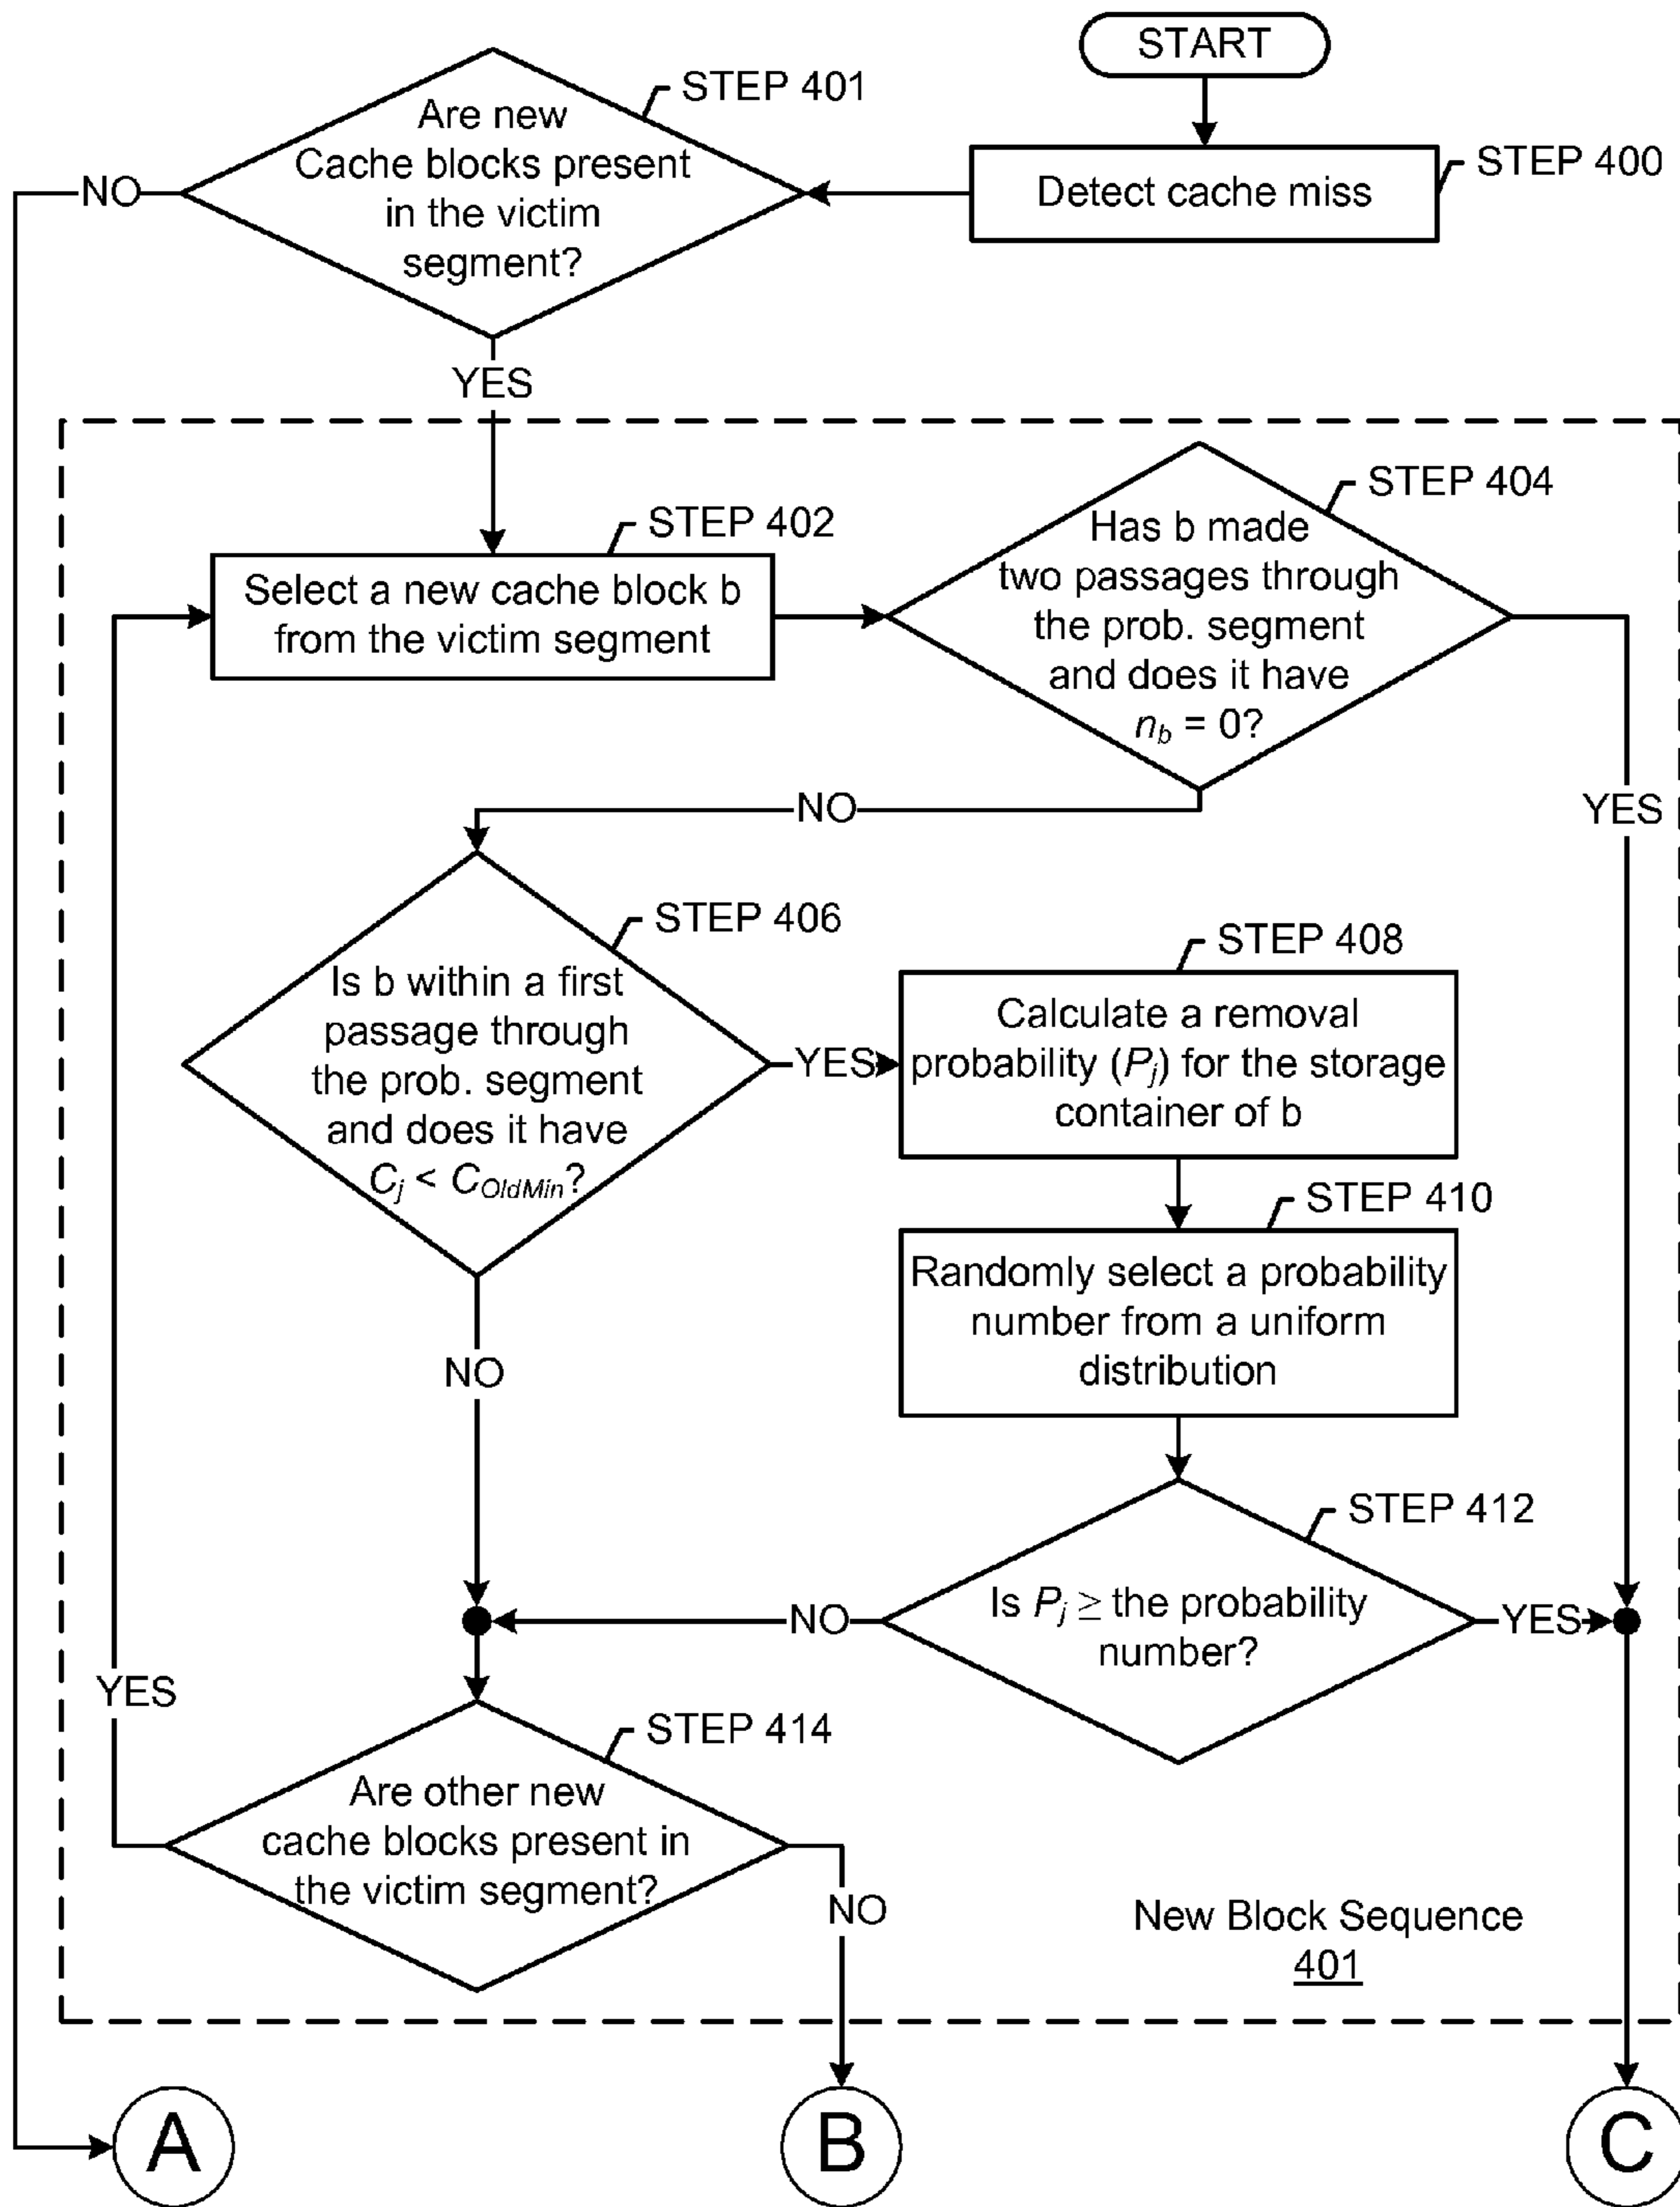 START
STEP 400
Detect cache miss
STEP 401
Are new
Cache blocks present
in the victim
segment?
NO
YES
STEP 402
Select a new cache block b
from the victim segment
STEP 404
Has b made
two passages through
the prob. segment
and does it have
n_b = 0?
NO
YES
STEP 406
Is b within a first
passage through
the prob. segment
and does it have
C_j < C_OldMin?
YES
NO
STEP 408
Calculate a removal
probability (P_j) for the storage
container of b
STEP 410
Randomly select a probability
number from a uniform
distribution
STEP 412
Is P_j ≥ the probability
number?
NO
YES
STEP 414
Are other new
cache blocks present in
the victim segment?
YES
NO
New Block Sequence
401
A
B
C